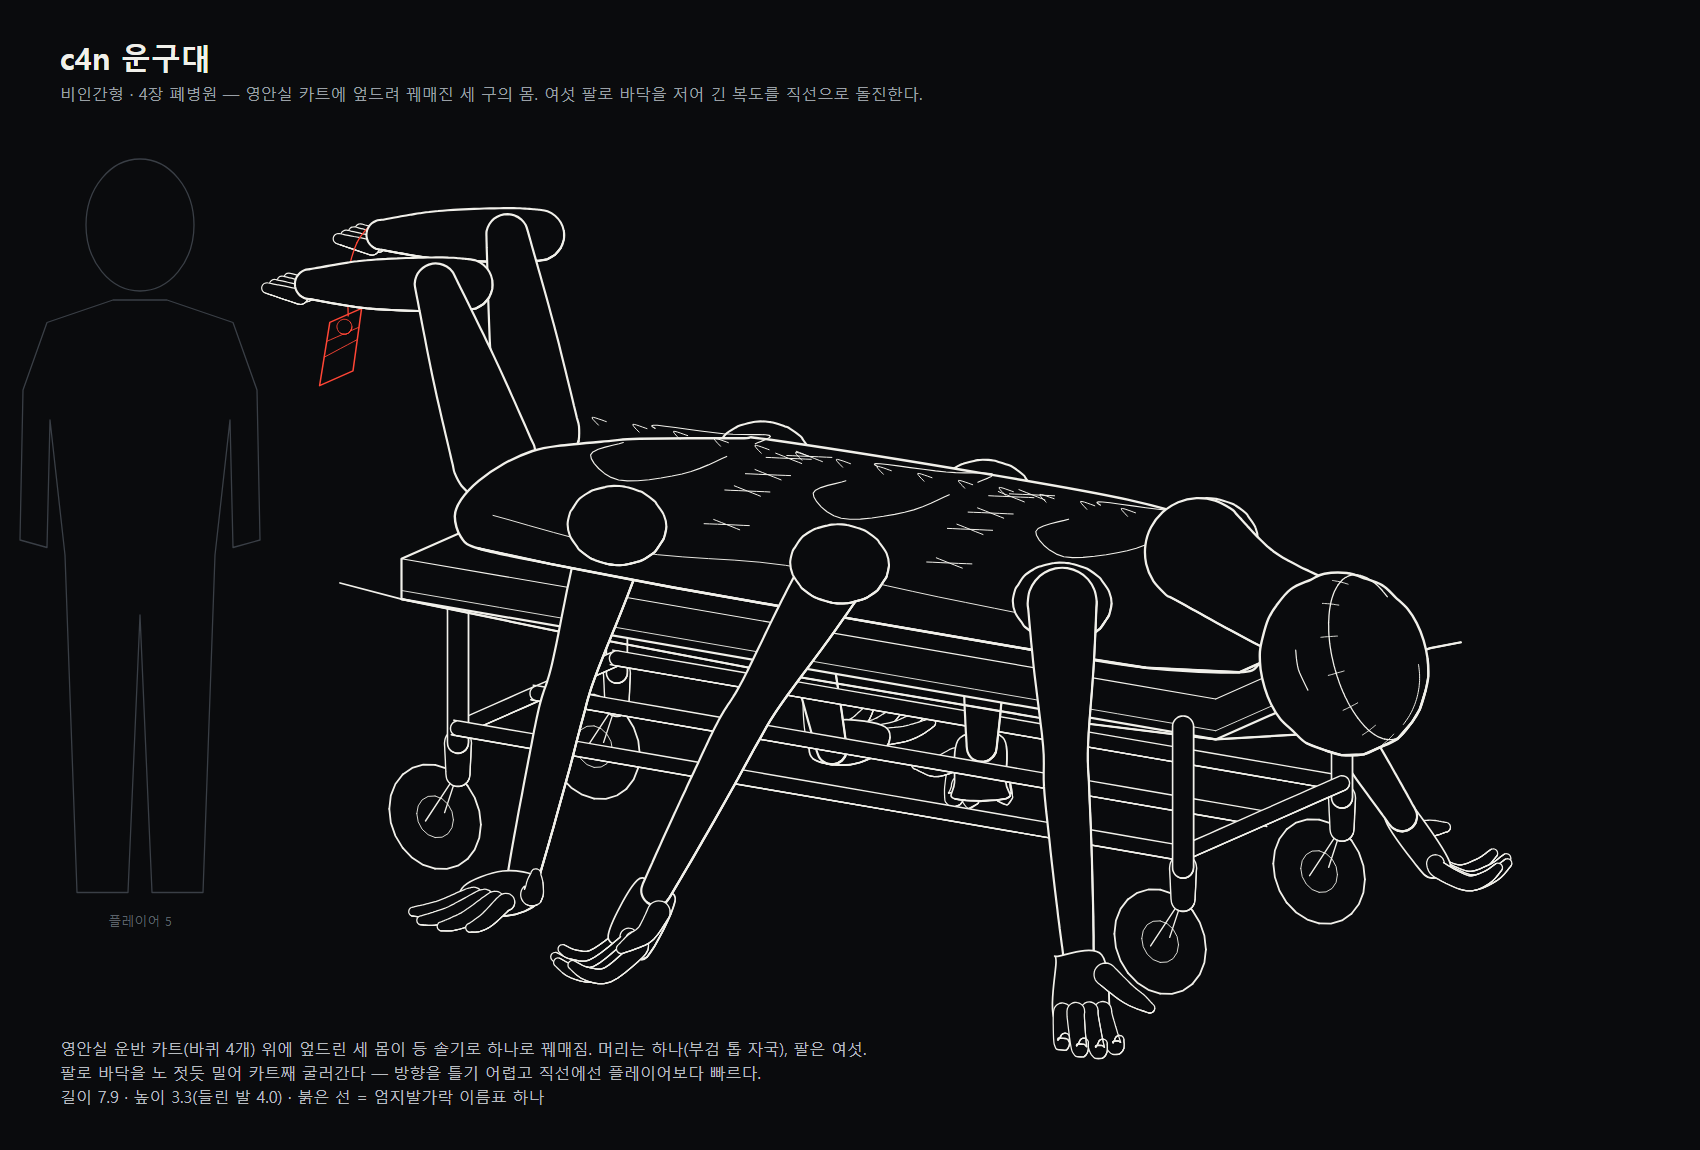 c4n 운구대
비인간형 · 4장 폐병원 — 영안실 카트에 엎드려 꿰매진 세 구의 몸. 여섯 팔로 바닥을 저어 긴 복도를 직선으로 돌진한다.
플레이어 5
영안실 운반 카트(바퀴 4개) 위에 엎드린 세 몸이 등 솔기로 하나로 꿰매짐. 머리는 하나(부검 톱 자국), 팔은 여섯.
팔로 바닥을 노 젓듯 밀어 카트째 굴러간다 — 방향을 틀기 어렵고 직선에선 플레이어보다 빠르다.
길이 7.9 · 높이 3.3(들린 발 4.0) · 붉은 선 = 엄지발가락 이름표 하나